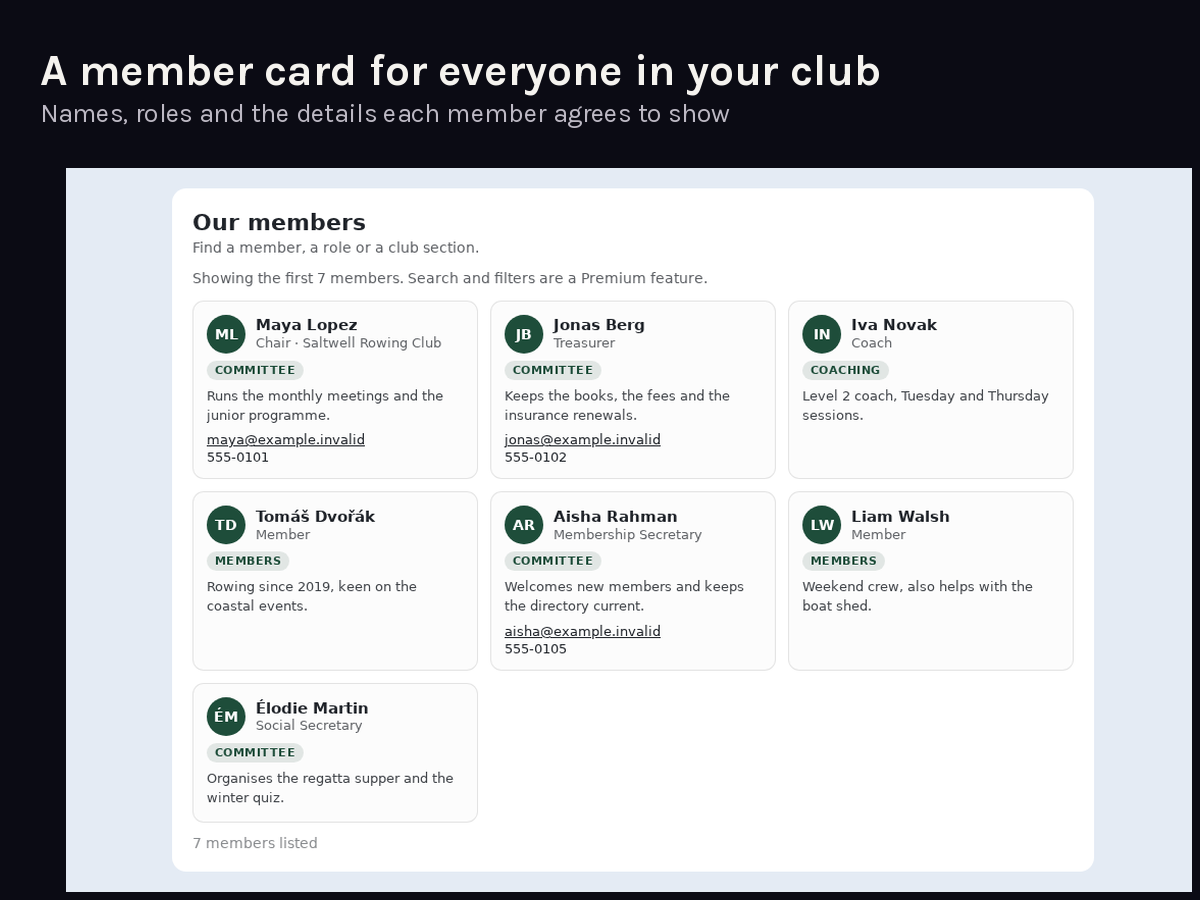 A member card for everyone in your club
Names, roles and the details each member agrees to show
Our members
Find a member, a role or a club section.
Showing the first 7 members. Search and filters are a Premium feature.
ML
Maya Lopez
Chair · Saltwell Rowing Club
COMMITTEE
Runs the monthly meetings and the
junior programme.
maya@example.invalid
555-0101
JB
Jonas Berg
Treasurer
COMMITTEE
Keeps the books, the fees and the
insurance renewals.
jonas@example.invalid
555-0102
IN
Iva Novak
Coach
COACHING
Level 2 coach, Tuesday and Thursday
sessions.
TD
Tomáš Dvořák
Member
MEMBERS
Rowing since 2019, keen on the
coastal events.
AR
Aisha Rahman
Membership Secretary
COMMITTEE
Welcomes new members and keeps
the directory current.
aisha@example.invalid
555-0105
LW
Liam Walsh
Member
MEMBERS
Weekend crew, also helps with the
boat shed.
ÉM
Élodie Martin
Social Secretary
COMMITTEE
Organises the regatta supper and the
winter quiz.
7 members listed